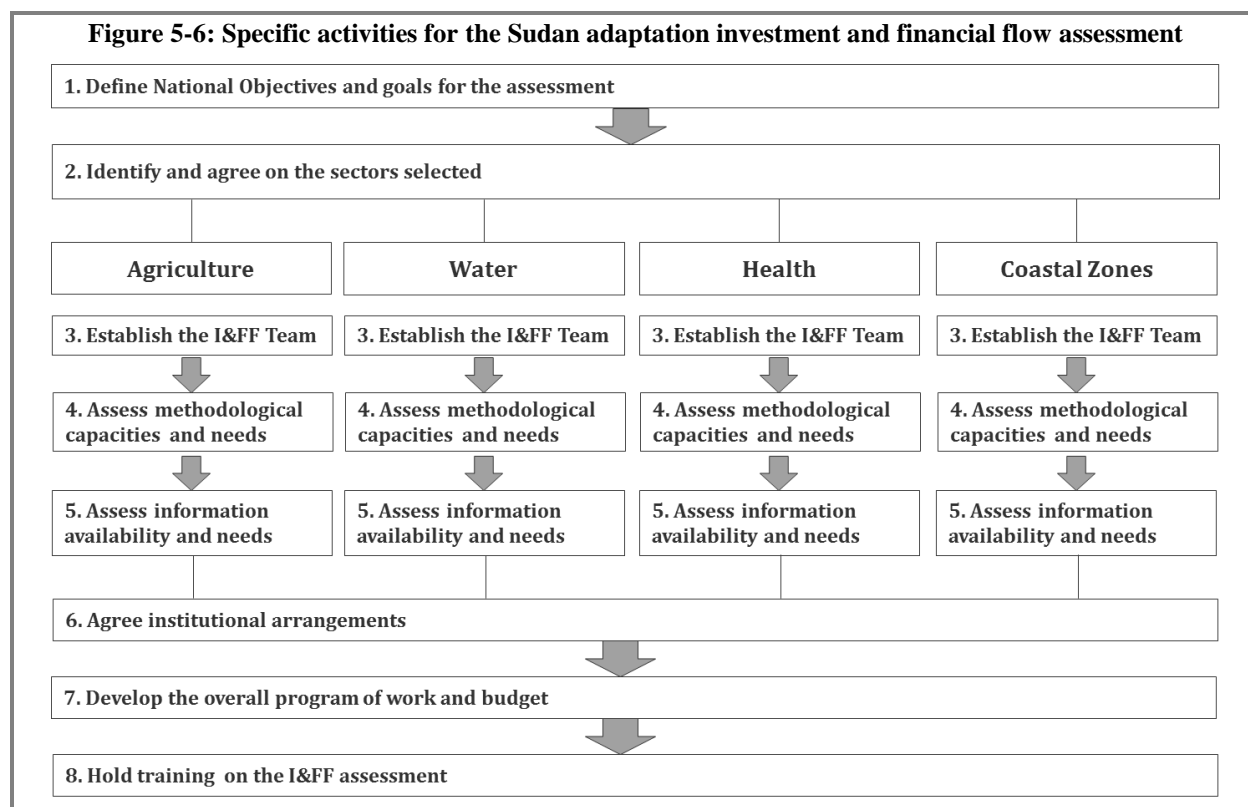 Figure 5-6: Specific activities for the Sudan adaptation investment and financial flow assessment
1. Define National Objectives and goals for the assessment
2. Identify and agree on the sectors selected
Agriculture
Water
Health
Coastal Zones
3. Establish the I&FF Team
3. Establish the I&FF Team
3. Establish the I&FF Team
3. Establish the I&FF Team
4. Assess methodological
capacities and needs
4. Assess methodological
capacities and needs
4. Assess methodological
capacities and needs
4. Assess methodological
capacities and needs
5. Assess information
availability and needs
5. Assess information
availability and needs
5. Assess information
availability and needs
5. Assess information
availability and needs
6. Agree institutional arrangements
7. Develop the overall program of work and budget
8. Hold training on the I&FF assessment